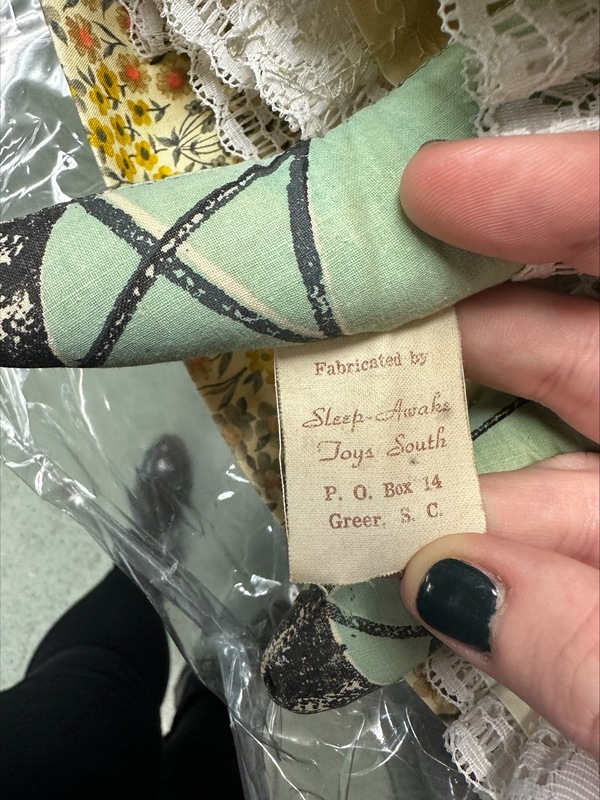 Fabricated by
Sleep-Awake
Toys South
P. O. Box 14
Greer, S. C.